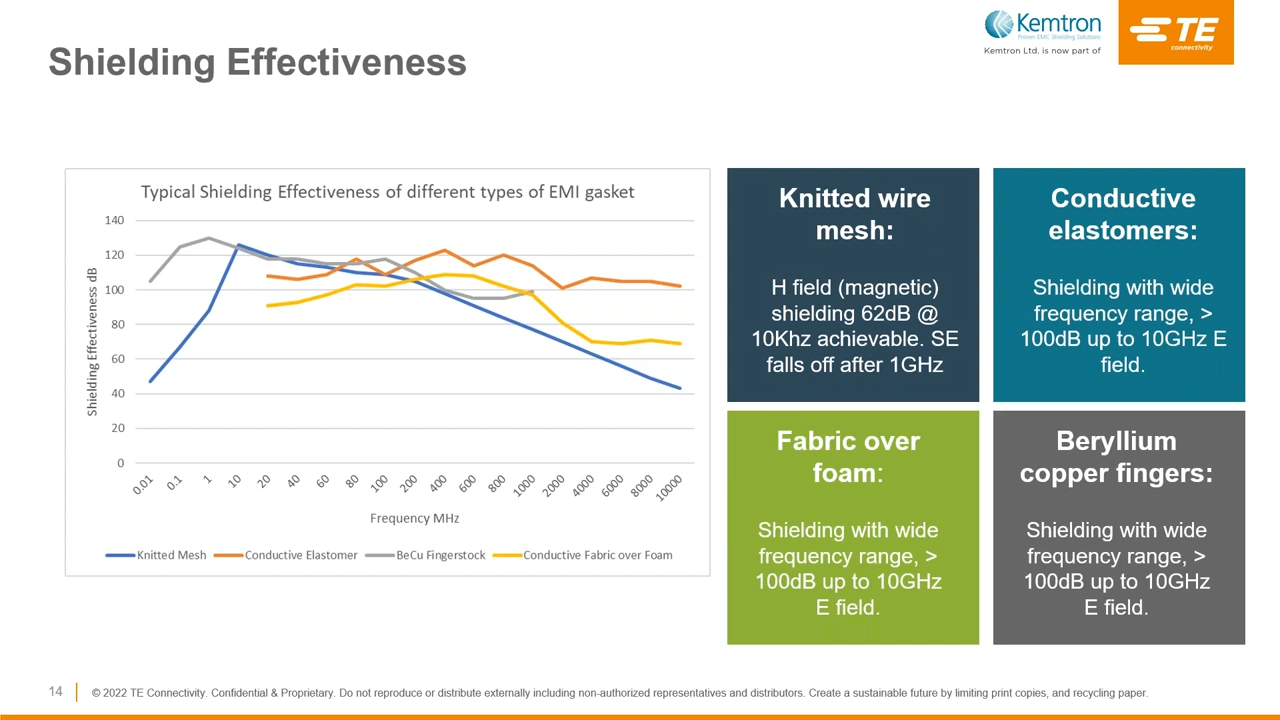 Shielding Effectiveness
Kemtron
Proven EMC Shielding Solutions
Kemtron Ltd. is now part of
TE
connectivity
Typical Shielding Effectiveness of different types of EMI gasket
Shielding Effectiveness dB
140
120
100
80
60
40
20
0
0.01 0.1 1 10 20 40 60 80 100 200 400 600 800 1000 2000 4000 6000 8000 10000
Frequency MHz
Knitted Mesh Conductive Elastomer BeCu Fingerstock Conductive Fabric over Foam
Knitted wire
mesh:
H field (magnetic)
shielding 62dB @
10Khz achievable. SE
falls off after 1GHz
Conductive
elastomers:
Shielding with wide
frequency range, >
100dB up to 10GHz E
field.
Fabric over
foam:
Shielding with wide
frequency range, >
100dB up to 10GHz
E field.
Beryllium
copper fingers:
Shielding with wide
frequency range, >
100dB up to 10GHz
E field.
14
© 2022 TE Connectivity. Confidential & Proprietary. Do not reproduce or distribute externally including non-authorized representatives and distributors. Create a sustainable future by limiting print copies, and recycling paper.